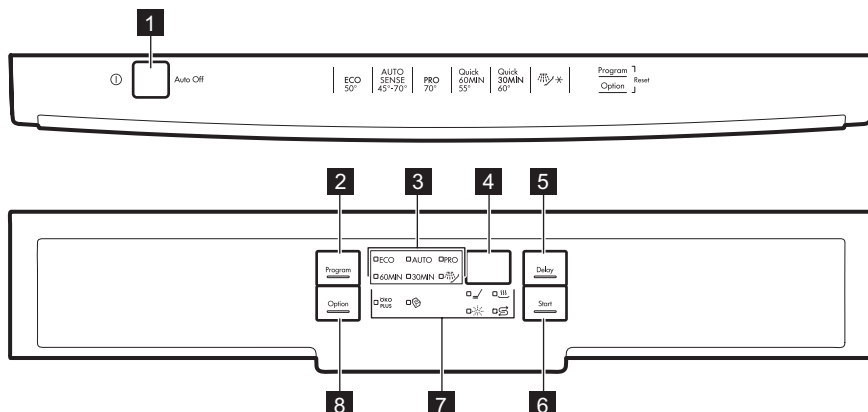 1
Auto Off
ECO 50°
AUTO SENSE 45°-70°
PRO 70°
Quick 60MIN 55°
Quick 30MIN 60°
Program
Option
Reset
2
3
4
5
Program
ECO AUTO PRO
60MIN 30MIN
Delay
Option
ÖKO PLUS
Start
8
7
6